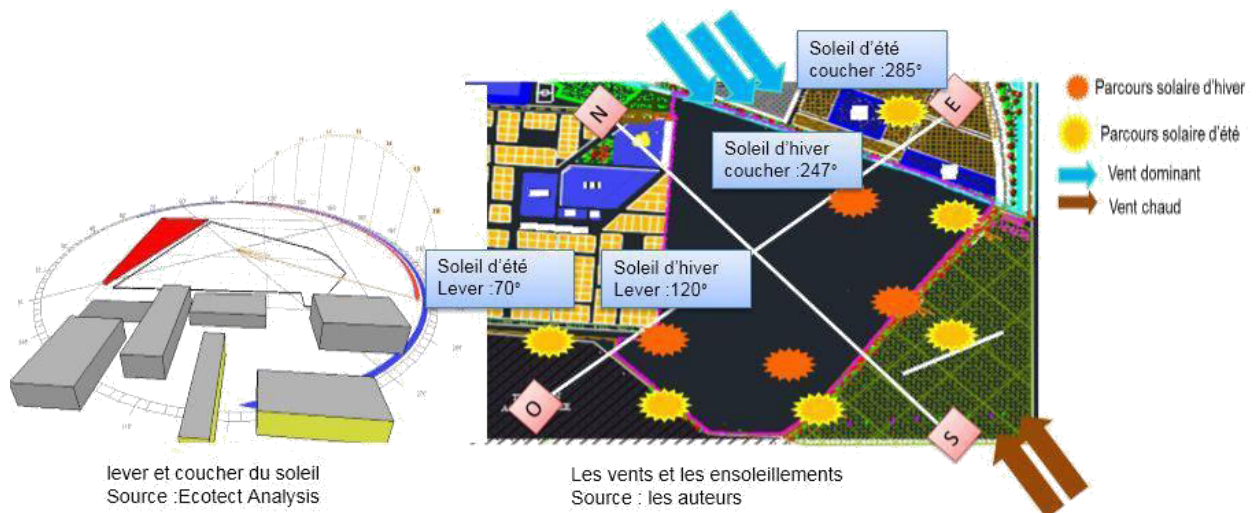 Soleil d'été
coucher :285°
N
E
Parcours solaire d'hiver
Parcours solaire d'été
Soleil d'hiver
coucher :247°
Vent dominant
Vent chaud
Soleil d'été
Lever :70°
Soleil d'hiver
Lever :120°
O
S
lever et coucher du soleil
Source :Ecotect Analysis
Les vents et les ensoleillements
Source : les auteurs